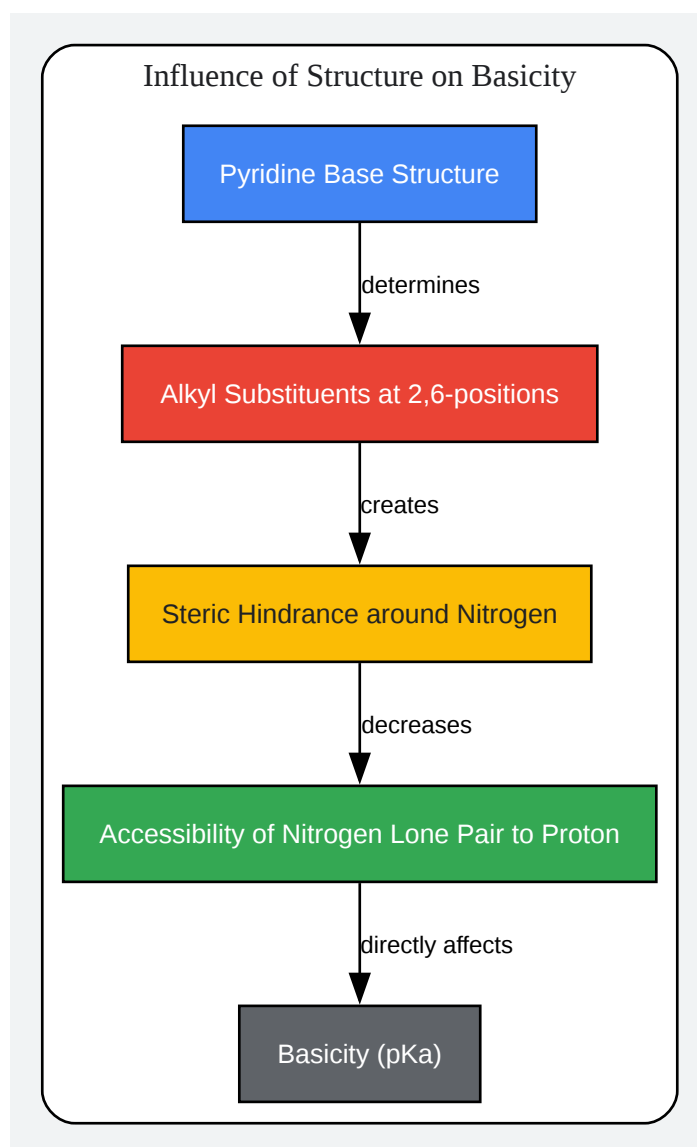 Influence of Structure on Basicity
Pyridine Base Structure
determines
Alkyl Substituents at 2,6-positions
creates
Steric Hindrance around Nitrogen
decreases
Accessibility of Nitrogen Lone Pair to Proton
directly affects
Basicity (pKa)